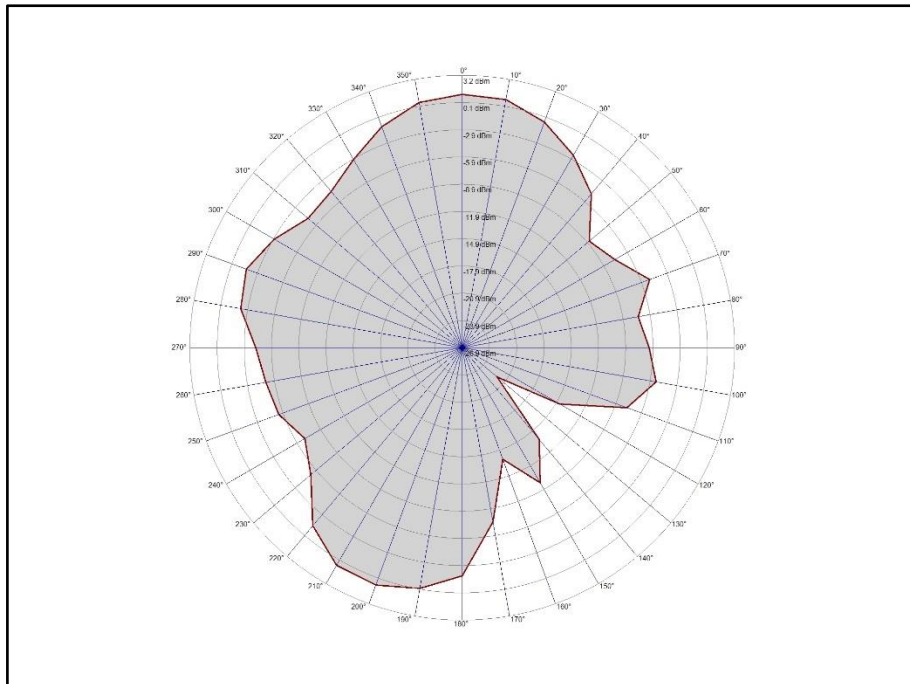 0°
3.2 dBm
350° 10°
340° 20°
0.1 dBm
330° 30°
-2.9 dBm
320° 40°
-5.9 dBm
310° 50°
-8.9 dBm
300° 60°
-11.9 dBm
-14.9 dBm
290° 70°
-17.9 dBm
280° 80°
-20.9 dBm
-23.9 dBm
270° 90°
-26.9 dBm
260° 100°
250° 110°
240° 120°
230° 130°
220° 140°
210° 150°
200° 160°
190° 170°
180°